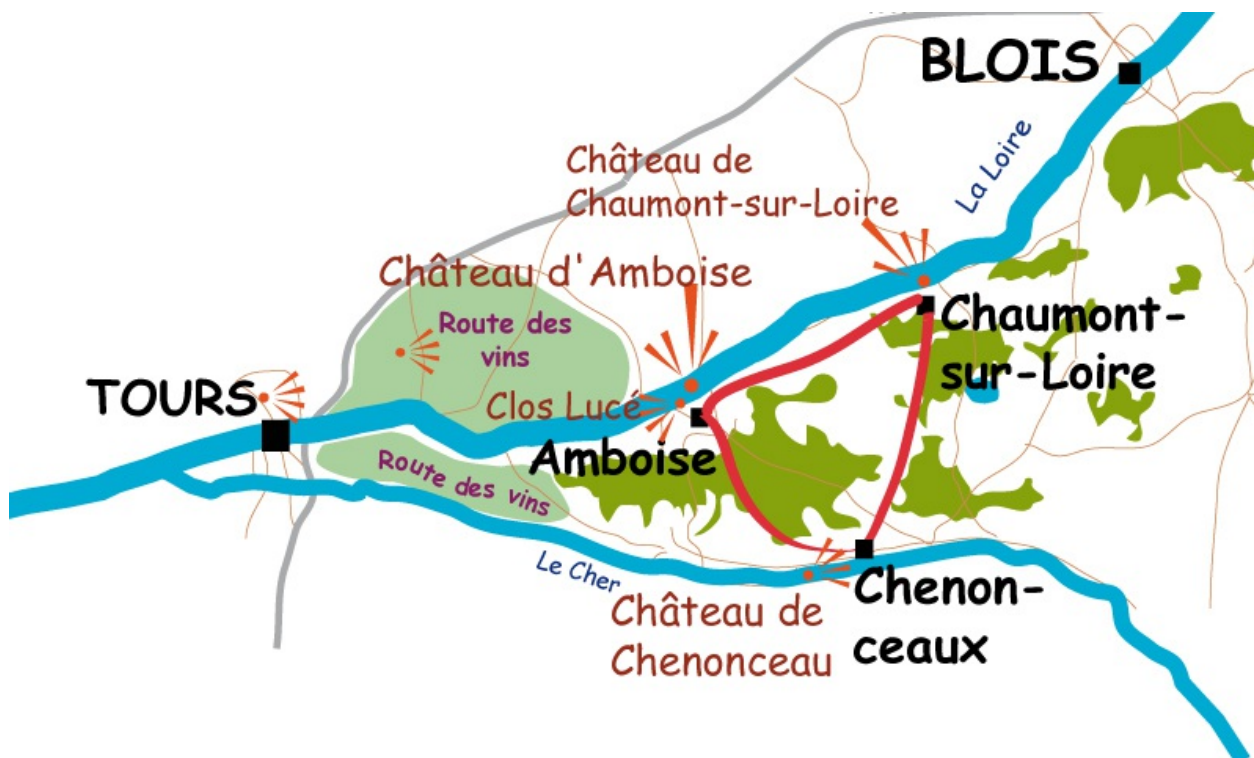 BLOIS
La Loire
Château de
Chaumont-sur-Loire
Château d'Amboise
Route des
vins
Chaumont-
sur-Loire
TOURS
Clos Lucé
Amboise
Route des vins
Le Cher
Château de
Chenonceau
Chenon-
ceaux